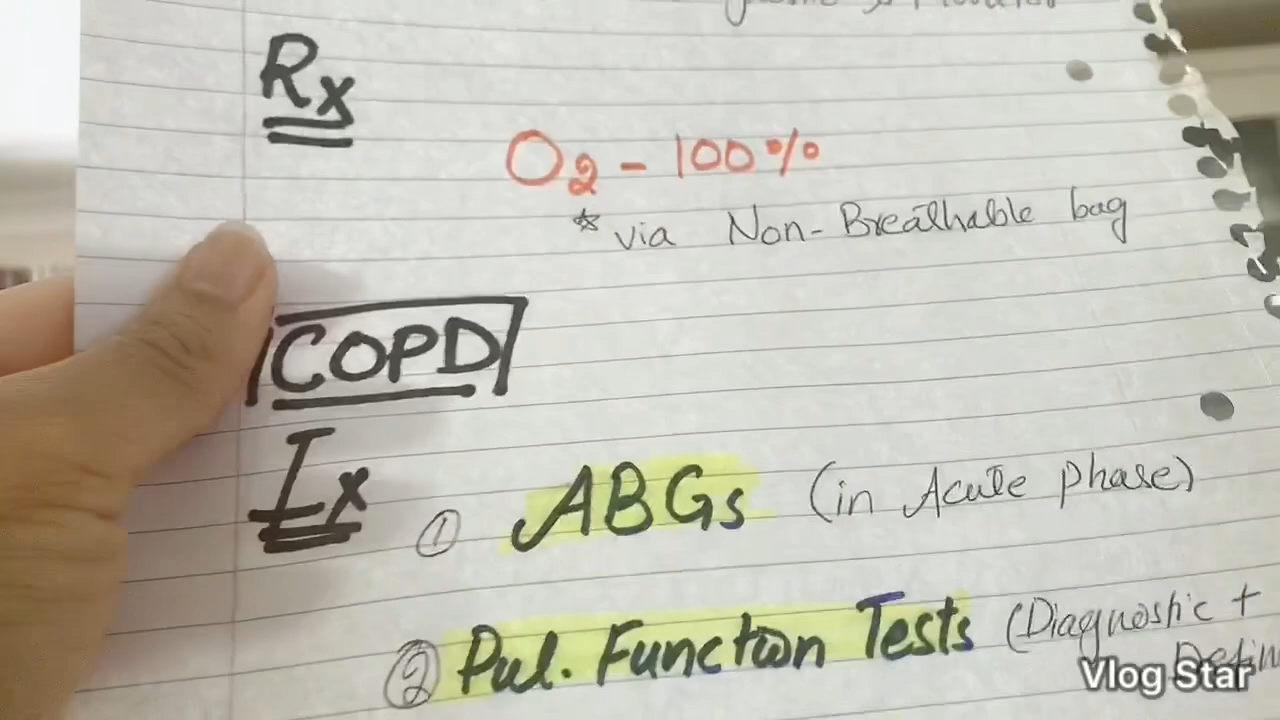 Rx
O2 - 100%
* via Non-Breathable bag
COPD
Ix
① ABGs (in Acute phase)
② Pul. Function Tests (Diagnostic +
Vlog Star